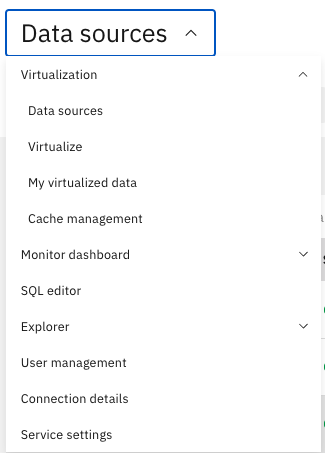 Data sources
Virtualization
Data sources
Virtualize
My virtualized data
Cache management
Monitor dashboard
SQL editor
Explorer
User management
Connection details
Service settings